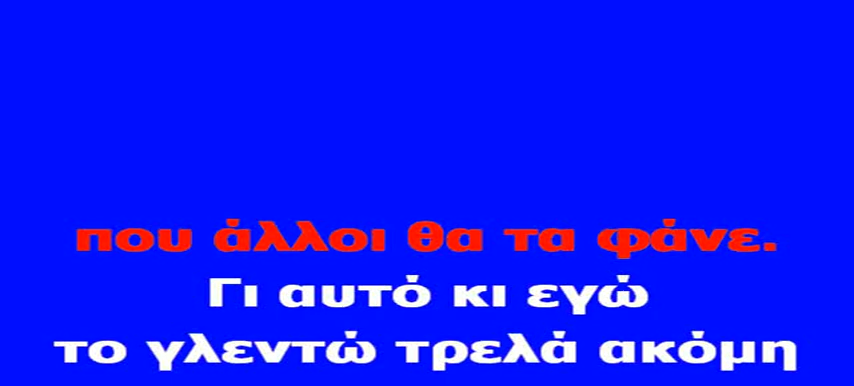 που άλλοι θα τα φάνε.
Γι αυτό κι εγώ
το γλεντώ τρελά ακόμη